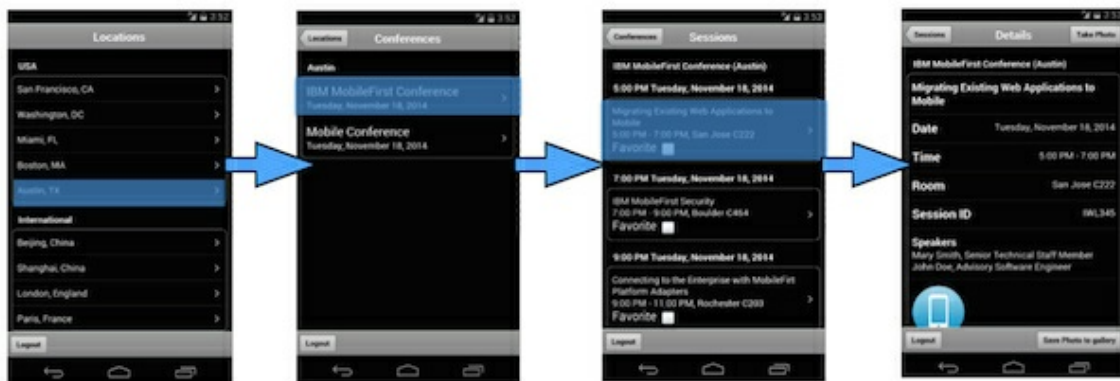 3:52
Locations
USA
San Francisco, CA
Washington, DC
Miami, FL
Boston, MA
Austin, TX
International
Beijing, China
Shanghai, China
London, England
Paris, France
Logout
3:52
Locations
Conferences
Austin
IBM MobileFirst Conference
Tuesday, November 18, 2014
Mobile Conference
Tuesday, November 18, 2014
Logout
3:53
Conferences
Sessions
IBM MobileFirst Conference (Austin)
5:00 PM Tuesday, November 18, 2014
Migrating Existing Web Applications to
Mobile
5:00 PM - 7:00 PM, San Jose C222
Favorite
7:00 PM Tuesday, November 18, 2014
IBM MobileFirst Security
7:00 PM - 9:00 PM, Boulder C464
Favorite
9:00 PM Tuesday, November 18, 2014
Connecting to the Enterprise with MobileFirt
Platform Adapters
9:00 PM - 11:00 PM, Rochester C203
Favorite
Logout
Sessions
Details
Take Photo
IBM MobileFirst Conference (Austin)
Migrating Existing Web Applications to
Mobile
Date Tuesday, November 18, 2014
Time 5:00 PM - 7:00 PM
Room San Jose C222
Session ID IWL345
Speakers
Mary Smith, Senior Technical Staff Member
John Doe, Advisory Software Engineer
Logout
Save Photo to gallery